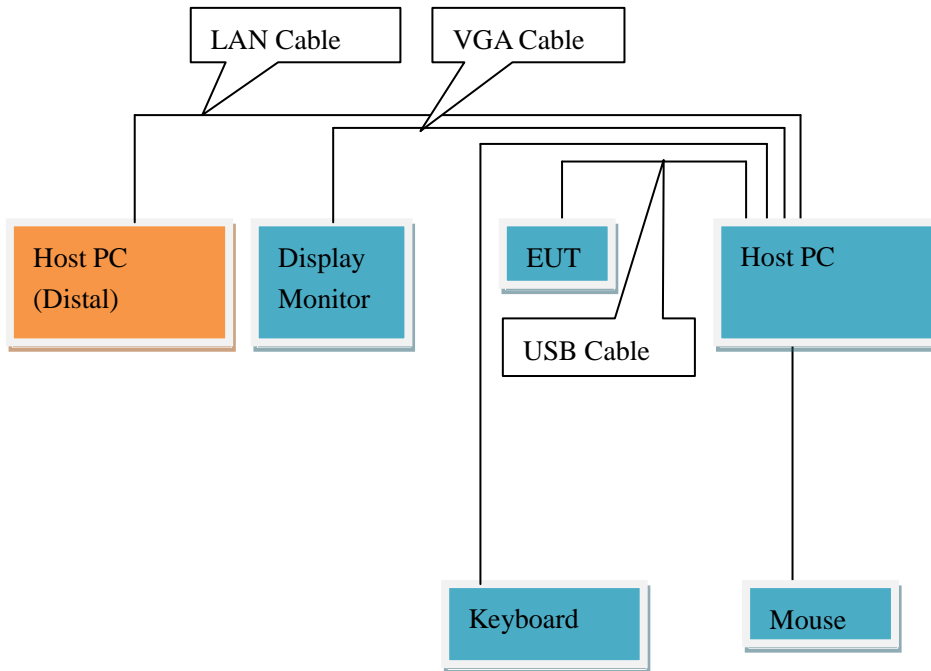 LAN Cable
VGA Cable
Host PC
(Distal)
Display
Monitor
EUT
Host PC
USB Cable
Keyboard
Mouse